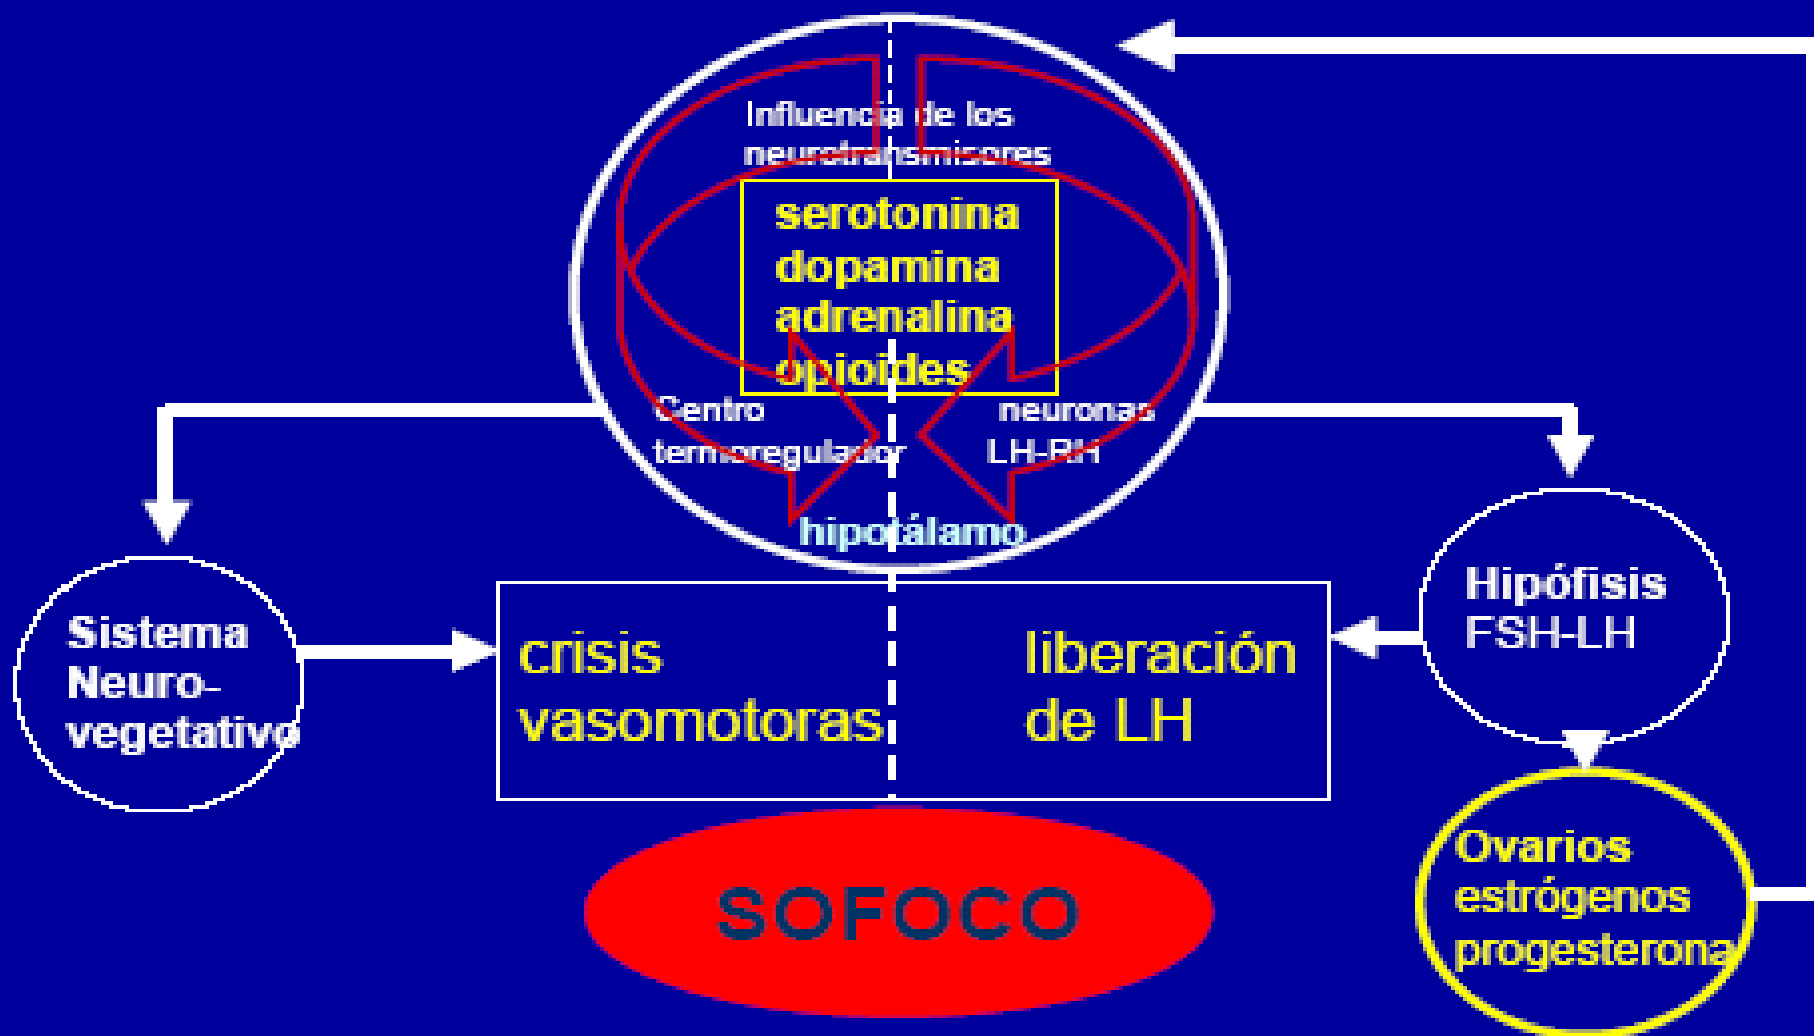 Influencia de los
neurotransmisores
serotonina
dopamina
adrenalina
opioides
Centro
termoregulador
neuronas
LH-RH
hipotálamo
Sistema
Neuro-
vegetativo
crisis
vasomotoras
liberación
de LH
Hipófisis
FSH-LH
Ovarios
estrógenos
progesterona
SOFOCO